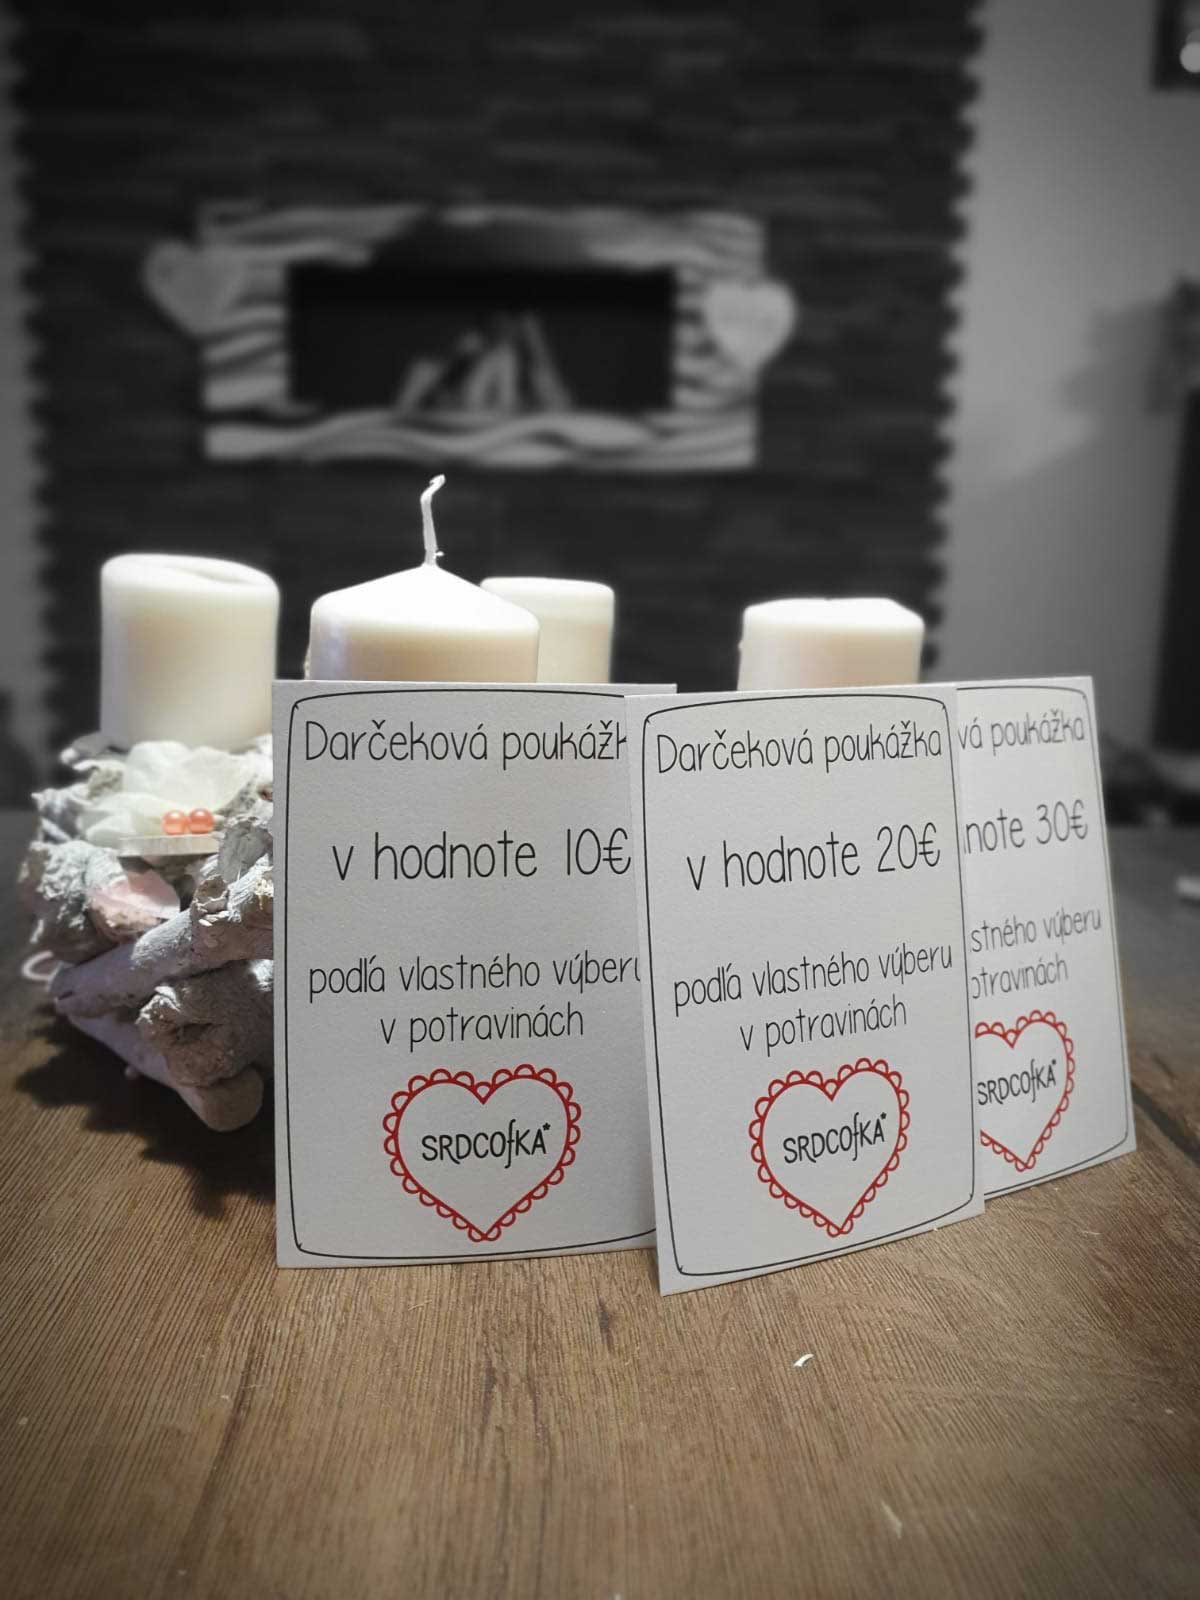 Darčeková poukážk
v hodnote 10€
podľa vlastného výberu
v potravinách
SRDCOfKA*
Darčeková poukážka
v hodnote 20€
podľa vlastného výberu
v potravinách
SRDCOfKA*
vá poukážka
note 30€
stného výberu
otravinách
SRDCOfKA*